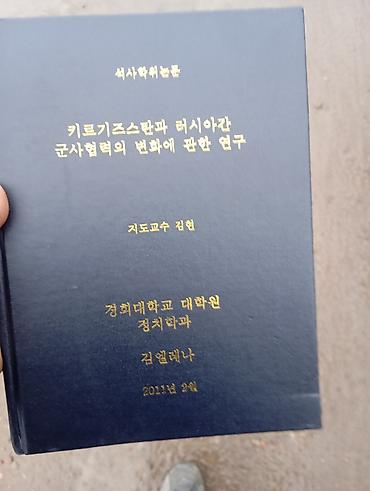 석사학위논문
키르기즈스탄과 러시아간
군사협력의 변화에 관한 연구
지도교수 김현
경희대학교 대학원
정치학과
김엘레나
2011년 2월